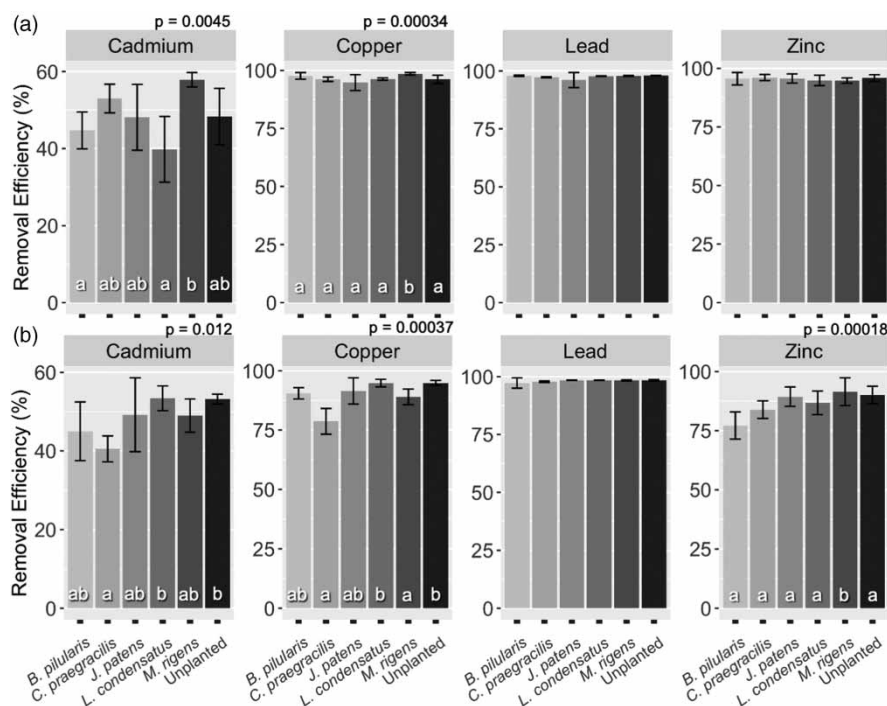 (a)
p = 0.0045
p = 0.00034
Cadmium
Copper
Lead
Zinc
Removal Efficiency (%)
60
40
20
0
100
75
50
25
0
100
75
50
25
0
100
75
50
25
0
a ab ab a b ab
a a a a b a
(b)
p = 0.012
p = 0.00037
p = 0.00018
Cadmium
Copper
Lead
Zinc
Removal Efficiency (%)
60
40
20
0
100
75
50
25
0
100
75
50
25
0
100
75
50
25
0
ab a ab b ab b
ab a ab b a b
a a a a b a
B. pilularis
C. praegracilis
J. patens
L. condensatus
M. rigens
Unplanted
B. pilularis
C. praegracilis
J. patens
L. condensatus
M. rigens
Unplanted
B. pilularis
C. praegracilis
J. patens
L. condensatus
M. rigens
Unplanted
B. pilularis
C. praegracilis
J. patens
L. condensatus
M. rigens
Unplanted